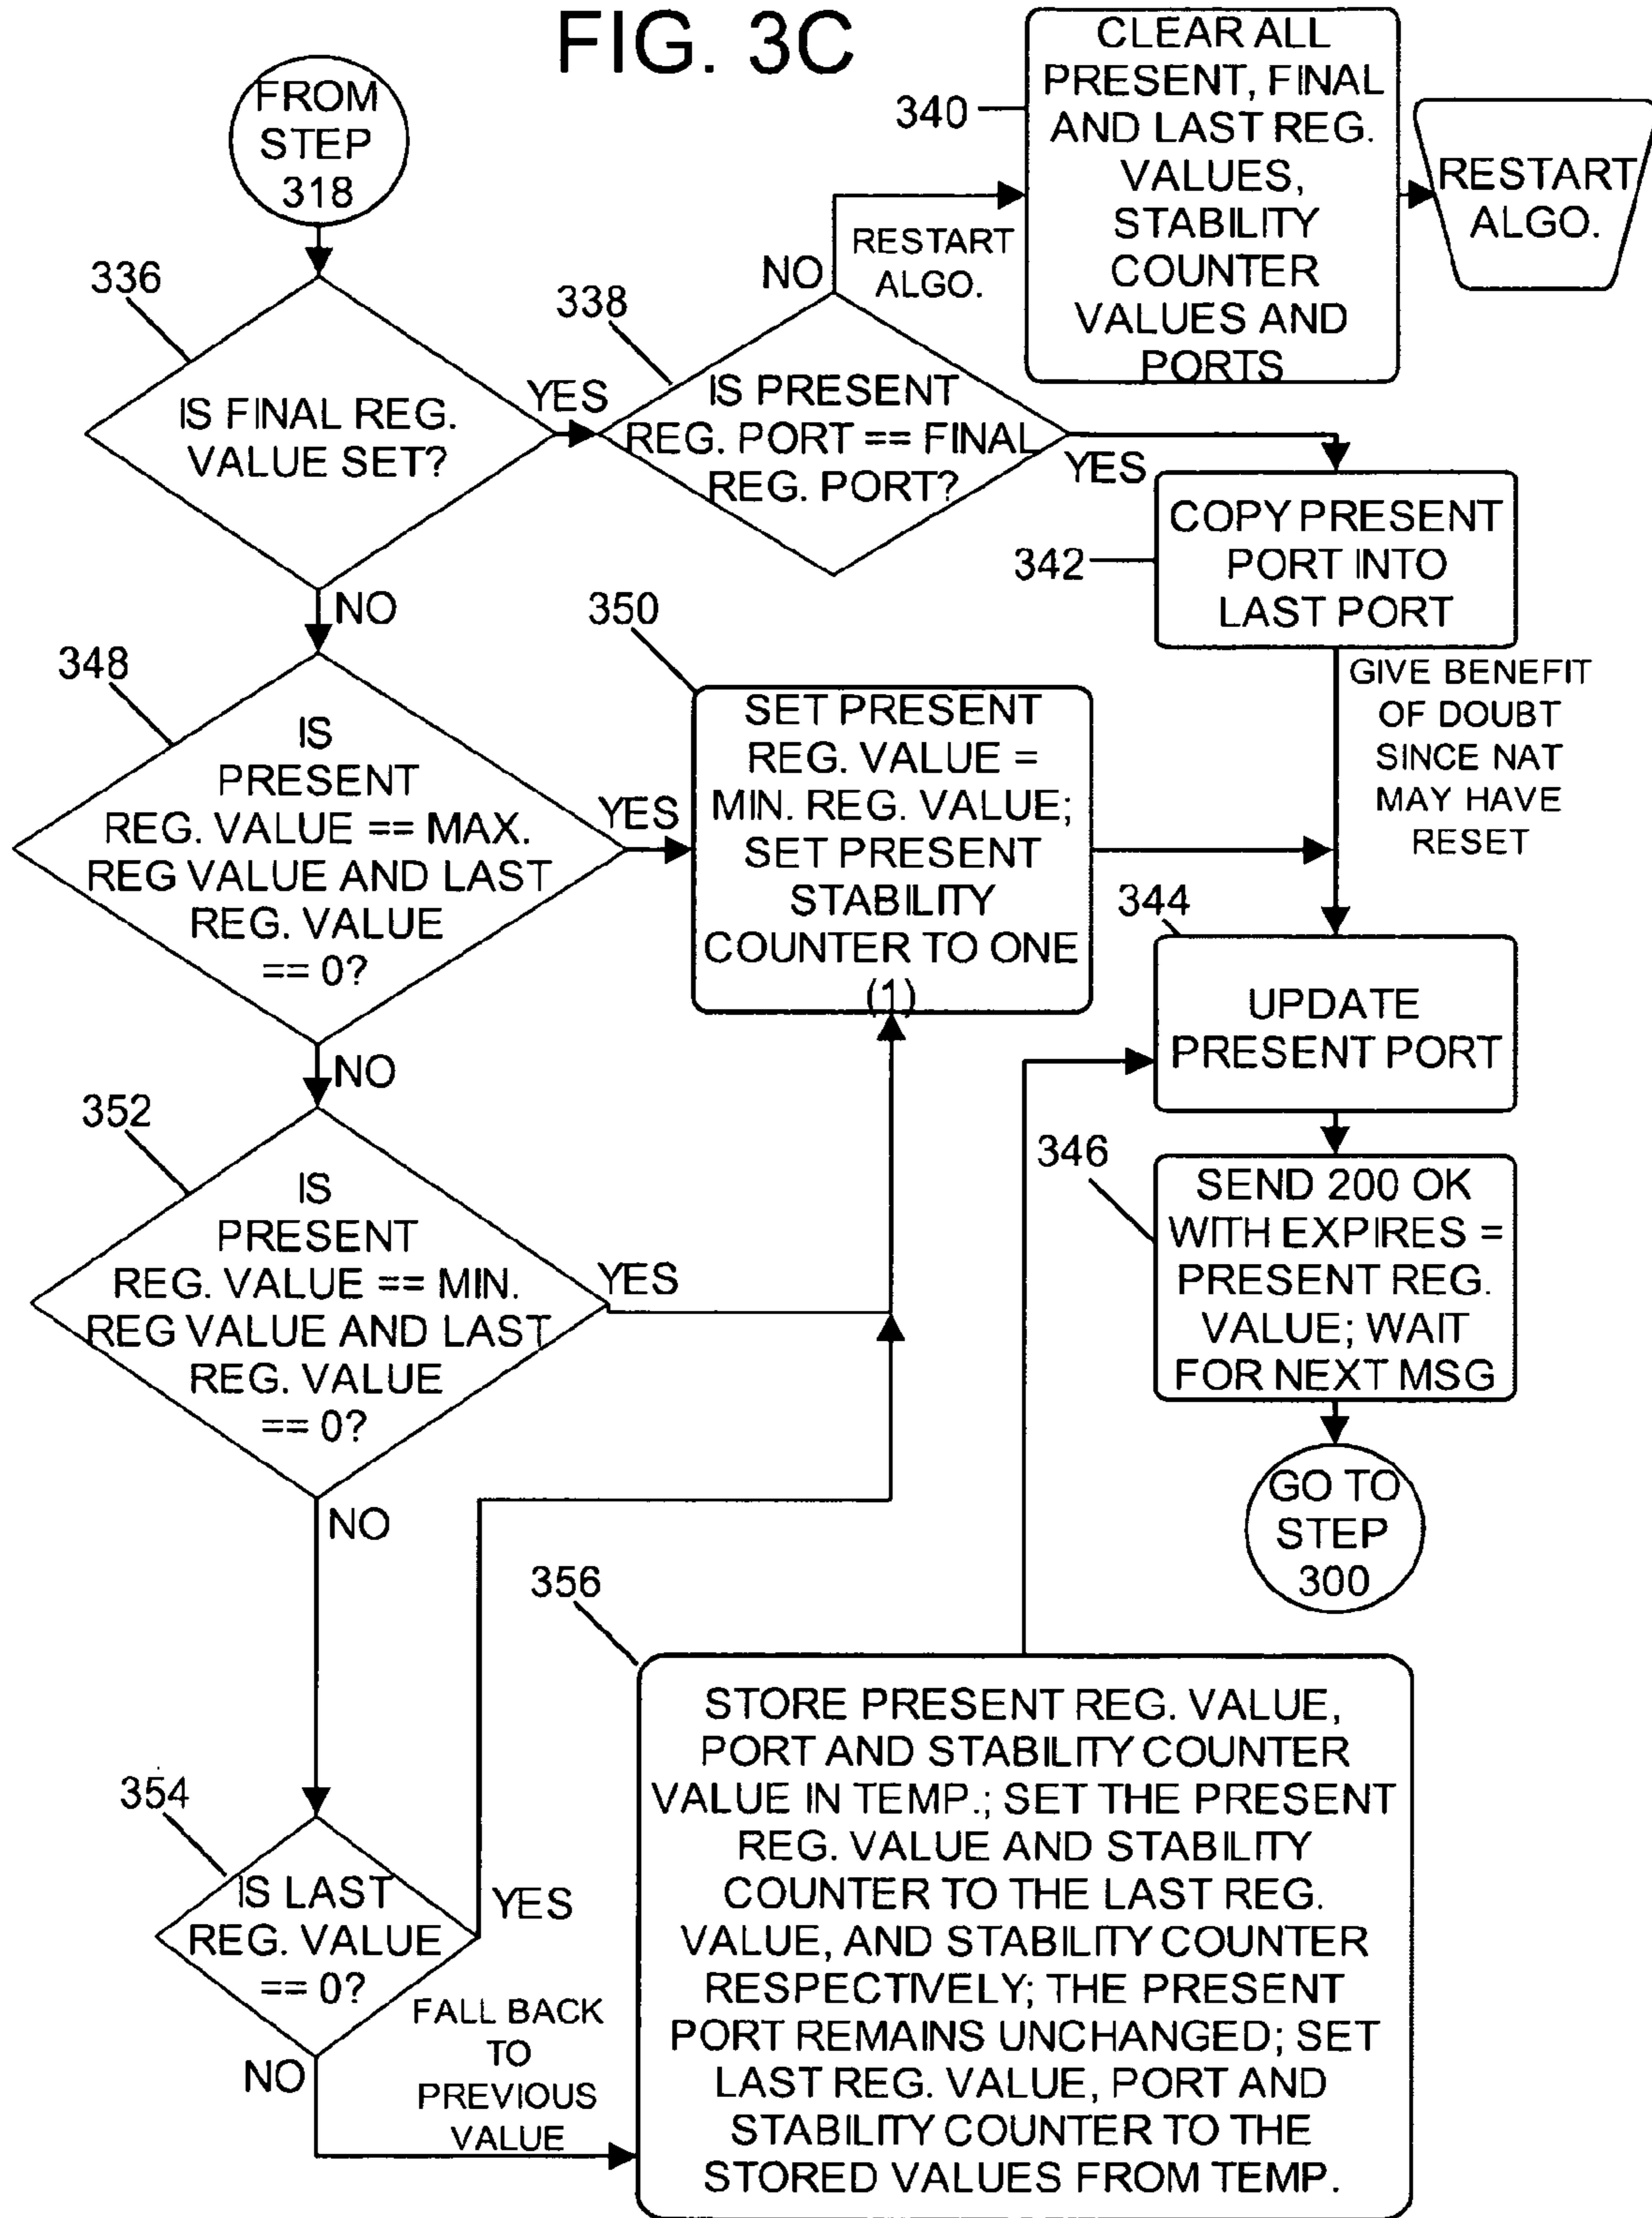 FIG. 3C
FROM
STEP
318
340
CLEAR ALL
PRESENT, FINAL
AND LAST REG.
VALUES,
STABILITY
COUNTER
VALUES AND
PORTS
RESTART
ALGO.
336
IS FINAL REG.
VALUE SET?
YES
338
NO
RESTART
ALGO.
IS PRESENT
REG. PORT == FINAL
REG. PORT?
YES
342
COPY PRESENT
PORT INTO
LAST PORT
GIVE BENEFIT
OF DOUBT
SINCE NAT
MAY HAVE
RESET
NO
348
IS
PRESENT
REG. VALUE == MAX.
REG VALUE AND LAST
REG. VALUE
== 0?
YES
350
SET PRESENT
REG. VALUE =
MIN. REG. VALUE;
SET PRESENT
STABILITY
COUNTER TO ONE
(1)
344
UPDATE
PRESENT PORT
NO
352
IS
PRESENT
REG. VALUE == MIN.
REG VALUE AND LAST
REG. VALUE
== 0?
YES
346
SEND 200 OK
WITH EXPIRES =
PRESENT REG.
VALUE; WAIT
FOR NEXT MSG
GO TO
STEP
300
NO
354
IS LAST
REG. VALUE
== 0?
YES
NO
FALL BACK
TO
PREVIOUS
VALUE
356
STORE PRESENT REG. VALUE,
PORT AND STABILITY COUNTER
VALUE IN TEMP.; SET THE PRESENT
REG. VALUE AND STABILITY
COUNTER TO THE LAST REG.
VALUE, AND STABILITY COUNTER
RESPECTIVELY; THE PRESENT
PORT REMAINS UNCHANGED; SET
LAST REG. VALUE, PORT AND
STABILITY COUNTER TO THE
STORED VALUES FROM TEMP.